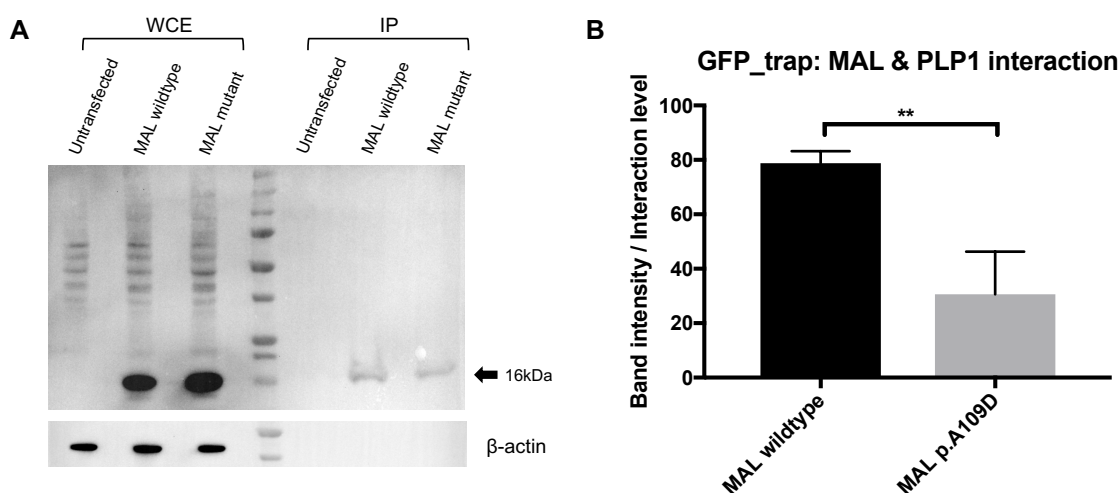 A
WCE
IP
Untransfected
MAL wildtype
MAL mutant
Untransfected
MAL wildtype
MAL mutant
16kDa
β-actin
B
GFP_trap: MAL & PLP1 interaction
**
Band intensity / Interaction level
100
80
60
40
20
0
MAL wildtype
MAL p.A109D